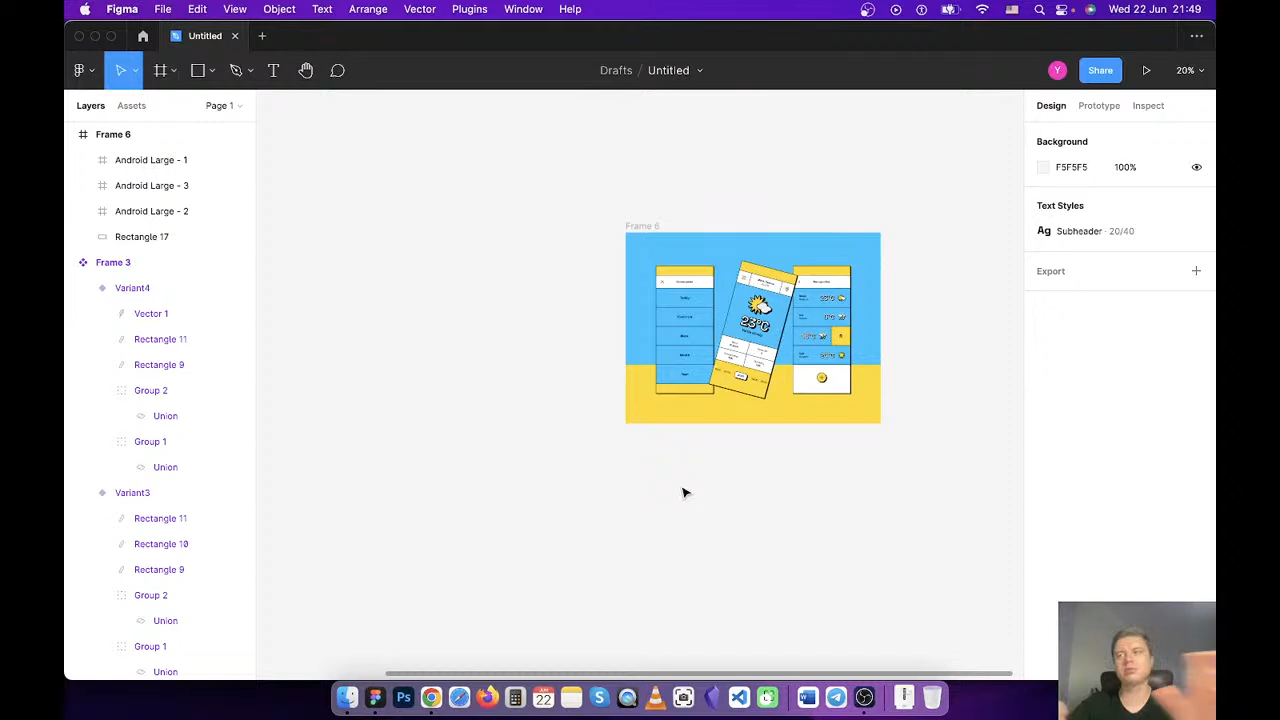 Figma File Edit View Object Text Arrange Vector Plugins Window Help Wed 22 Jun 21:49
Untitled
Drafts / Untitled
Y
Share
20%
Layers Assets Page 1
Design Prototype Inspect
Frame 6
Android Large - 1
Android Large - 3
Android Large - 2
Rectangle 17
Frame 3
Variant4
Vector 1
Rectangle 11
Rectangle 9
Group 2
Union
Group 1
Union
Variant3
Rectangle 11
Rectangle 10
Rectangle 9
Group 2
Union
Group 1
Union
Frame 6
23°C
23°C
Background
F5F5F5 100%
Text Styles
Ag Subheader · 20/40
Export
JUN
22
Ps